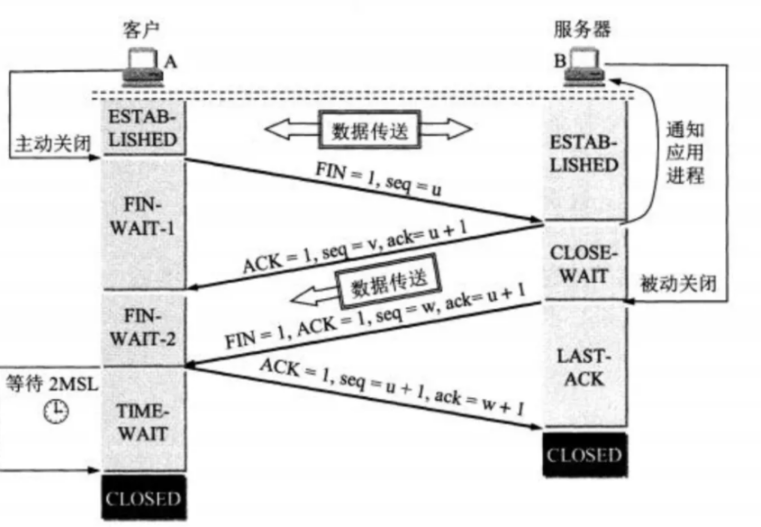 客户
服务器
A
B
ESTAB-
LISHED
数据传送
ESTAB-
LISHED
通知
应用
进程
主动关闭
FIN = 1, seq = u
FIN-
WAIT-1
ACK = 1, seq = v, ack= u + 1
CLOSE-
WAIT
数据传送
被动关闭
FIN-
WAIT-2
FIN = 1, ACK = 1, seq = w, ack= u + 1
LAST-
ACK
等待 2MSL
ACK = 1, seq = u + 1, ack = w + 1
TIME-
WAIT
CLOSED
CLOSED